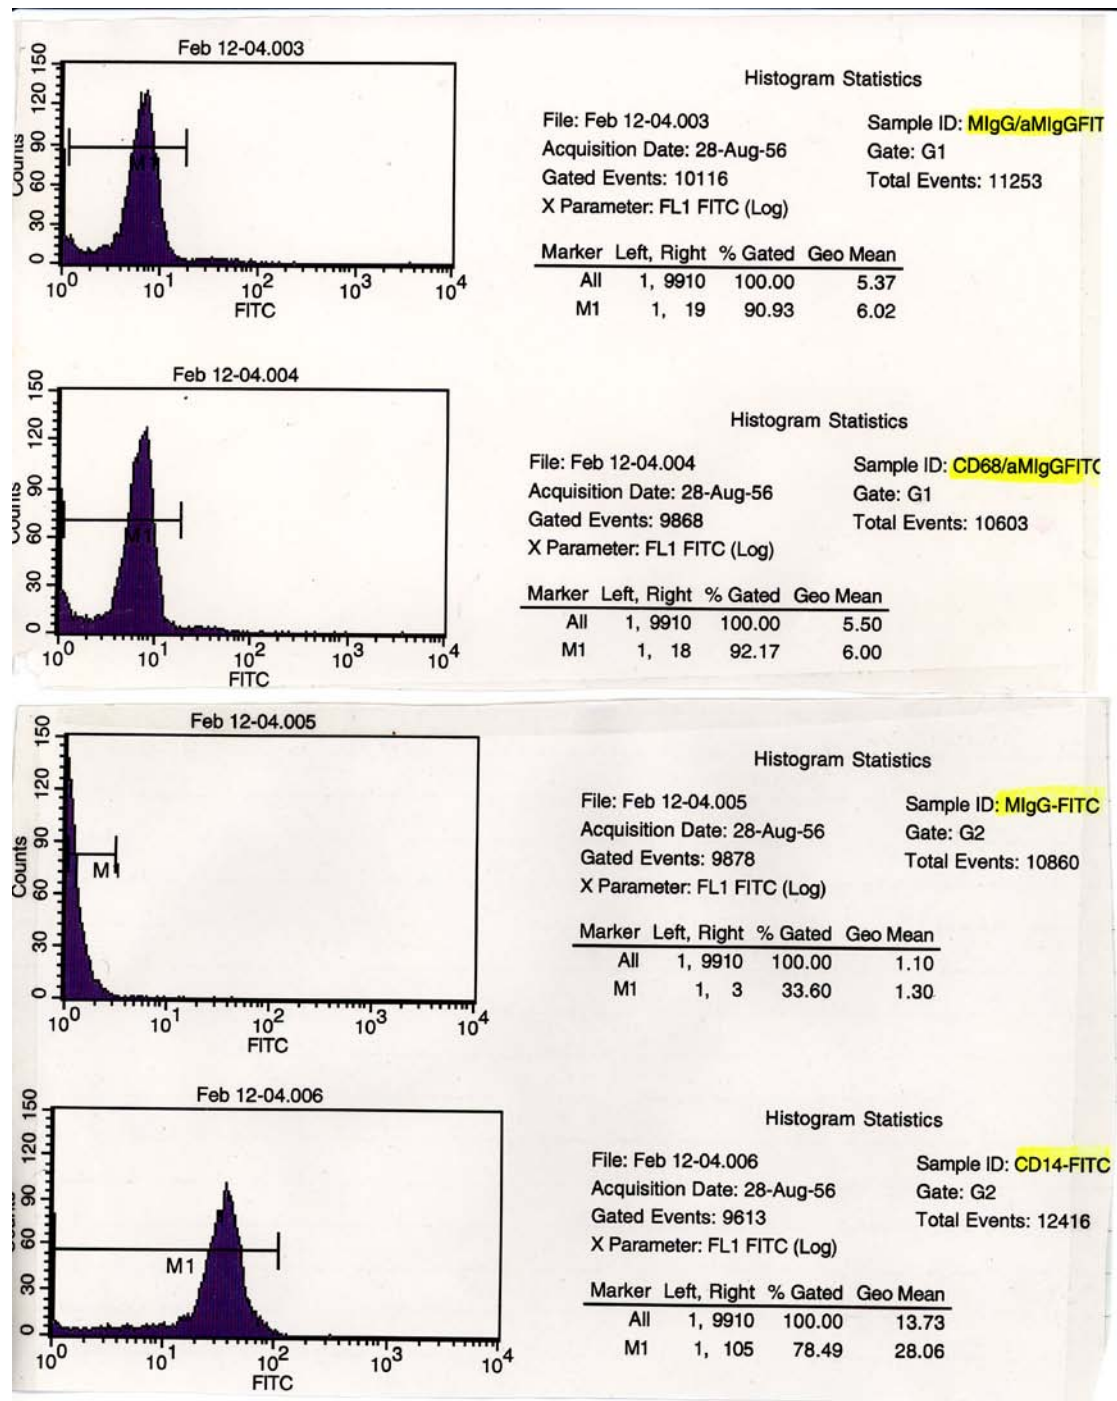 Feb 12-04.003
150
120
90
60
30
0
Counts
M1
10^0 10^1 10^2 10^3 10^4
FITC
Histogram Statistics
File: Feb 12-04.003 Sample ID: MIgG/aMIgGFIT
Acquisition Date: 28-Aug-56 Gate: G1
Gated Events: 10116 Total Events: 11253
X Parameter: FL1 FITC (Log)
Marker Left, Right % Gated Geo Mean
All 1, 9910 100.00 5.37
M1 1, 19 90.93 6.02
Feb 12-04.004
150
120
90
60
30
0
M1
10^0 10^1 10^2 10^3 10^4
FITC
Histogram Statistics
File: Feb 12-04.004 Sample ID: CD68/aMIgGFITC
Acquisition Date: 28-Aug-56 Gate: G1
Gated Events: 9868 Total Events: 10603
X Parameter: FL1 FITC (Log)
Marker Left, Right % Gated Geo Mean
All 1, 9910 100.00 5.50
M1 1, 18 92.17 6.00
Feb 12-04.005
150
120
90
60
30
0
Counts
M1
10^0 10^1 10^2 10^3 10^4
FITC
Histogram Statistics
File: Feb 12-04.005 Sample ID: MIgG-FITC
Acquisition Date: 28-Aug-56 Gate: G2
Gated Events: 9878 Total Events: 10860
X Parameter: FL1 FITC (Log)
Marker Left, Right % Gated Geo Mean
All 1, 9910 100.00 1.10
M1 1, 3 33.60 1.30
Feb 12-04.006
150
120
90
60
30
0
M1
10^0 10^1 10^2 10^3 10^4
FITC
Histogram Statistics
File: Feb 12-04.006 Sample ID: CD14-FITC
Acquisition Date: 28-Aug-56 Gate: G2
Gated Events: 9613 Total Events: 12416
X Parameter: FL1 FITC (Log)
Marker Left, Right % Gated Geo Mean
All 1, 9910 100.00 13.73
M1 1, 105 78.49 28.06